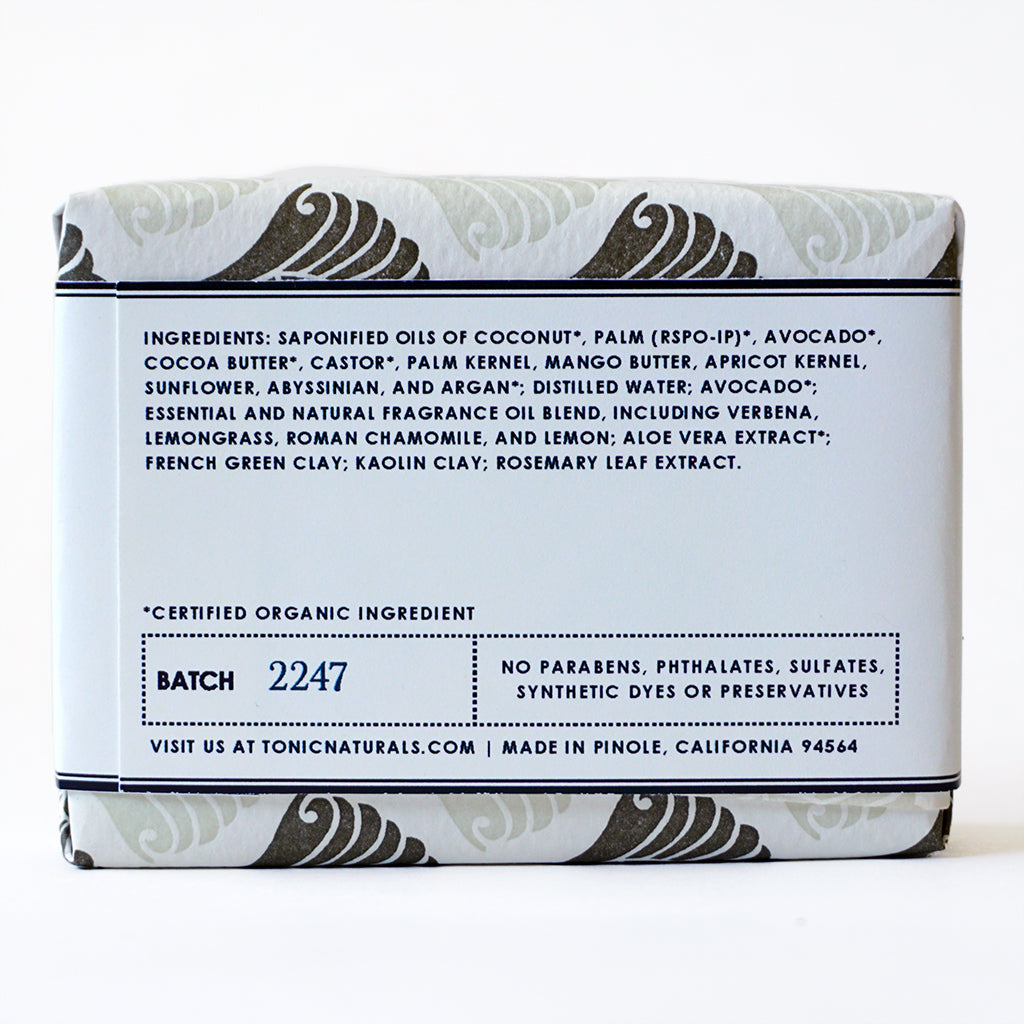 INGREDIENTS: SAPONIFIED OILS OF COCONUT*, PALM (RSPO-IP)*, AVOCADO*,
COCOA BUTTER*, CASTOR*, PALM KERNEL, MANGO BUTTER, APRICOT KERNEL,
SUNFLOWER, ABYSSINIAN, AND ARGAN*; DISTILLED WATER; AVOCADO*;
ESSENTIAL AND NATURAL FRAGRANCE OIL BLEND, INCLUDING VERBENA,
LEMONGRASS, ROMAN CHAMOMILE, AND LEMON; ALOE VERA EXTRACT*;
FRENCH GREEN CLAY; KAOLIN CLAY; ROSEMARY LEAF EXTRACT.
*CERTIFIED ORGANIC INGREDIENT
BATCH 2247
NO PARABENS, PHTHALATES, SULFATES,
SYNTHETIC DYES OR PRESERVATIVES
VISIT US AT TONICNATURALS.COM | MADE IN PINOLE, CALIFORNIA 94564